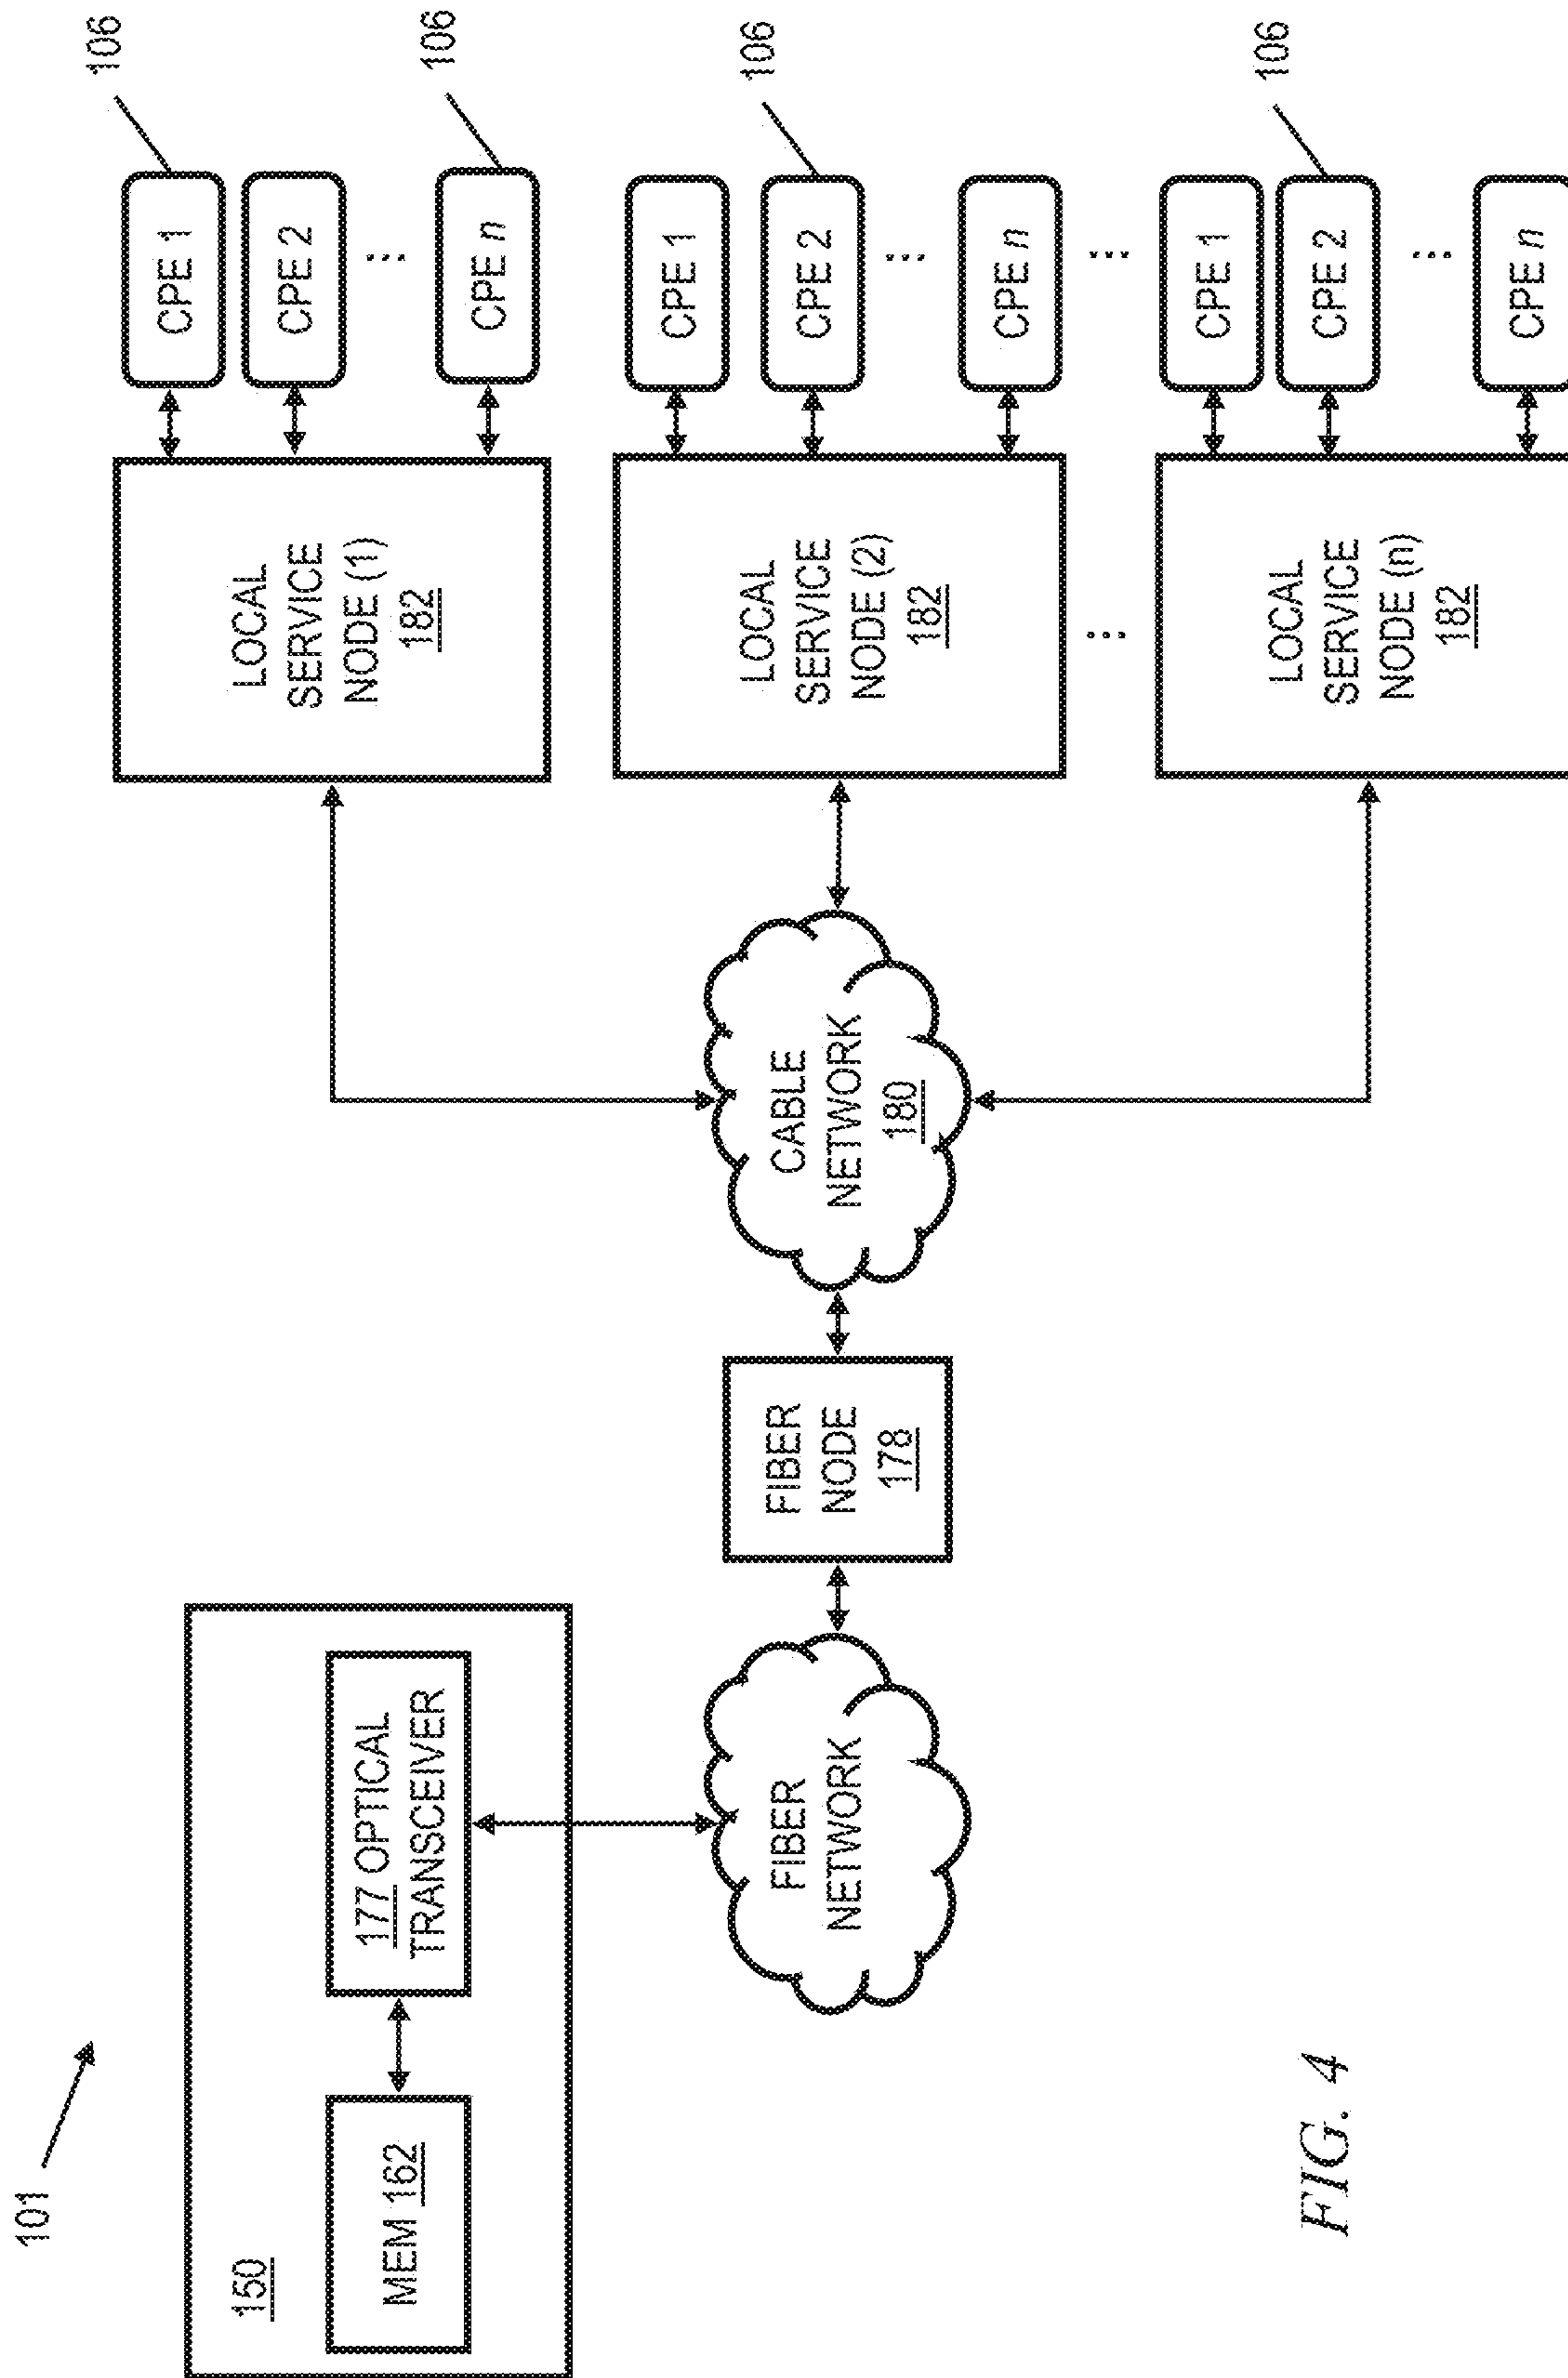 101
150
MEM 162
177 OPTICAL
TRANSCEIVER
FIBER
NETWORK
FIBER
NODE
178
CABLE
NETWORK
180
LOCAL
SERVICE
NODE (1)
182
CPE 1
106
CPE 2
...
CPE n
106
LOCAL
SERVICE
NODE (2)
182
CPE 1
CPE 2
106
...
CPE n
...
...
LOCAL
SERVICE
NODE (n)
182
CPE 1
CPE 2
106
...
CPE n
FIG. 4